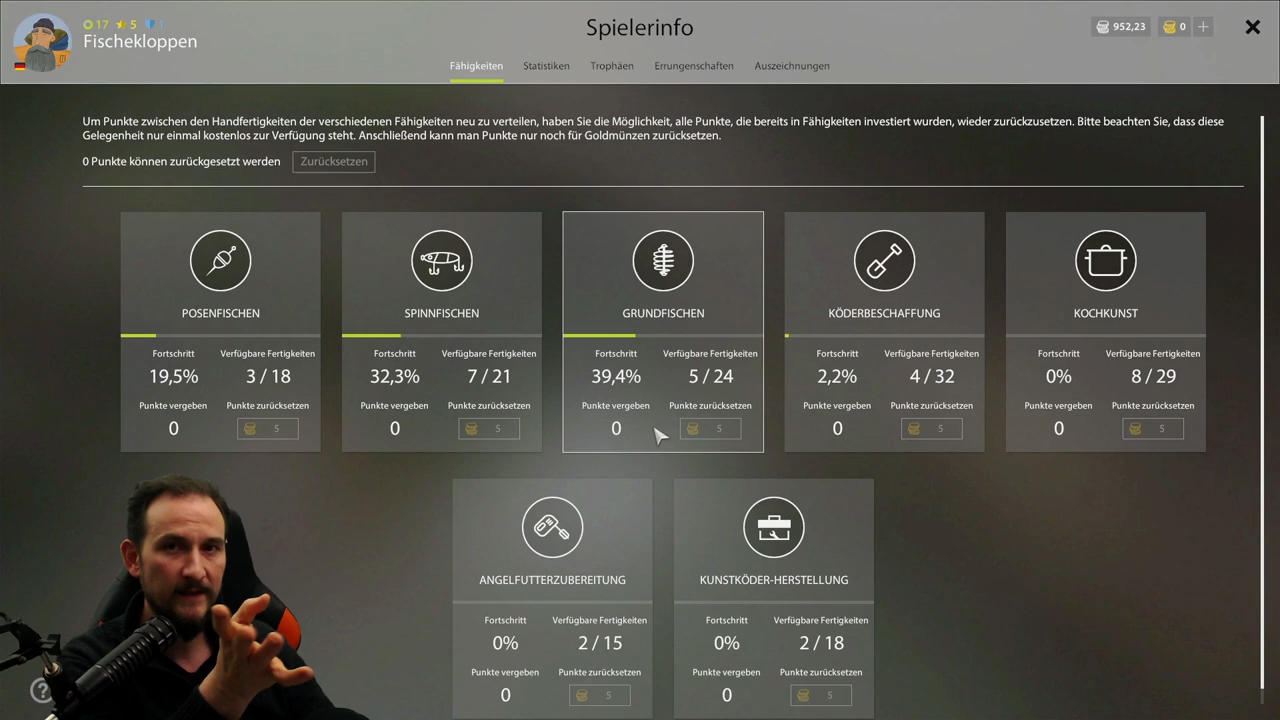 17 5 1
Fischekloppen
Spielerinfo
952,23 0
Fähigkeiten Statistiken Trophäen Errungenschaften Auszeichnungen
Um Punkte zwischen den Handfertigkeiten der verschiedenen Fähigkeiten neu zu verteilen, haben Sie die Möglichkeit, alle Punkte, die bereits in Fähigkeiten investiert wurden, wieder zurückzusetzen. Bitte beachten Sie, dass diese
Gelegenheit nur einmal kostenlos zur Verfügung steht. Anschließend kann man Punkte nur noch für Goldmünzen zurücksetzen.
0 Punkte können zurückgesetzt werden Zurücksetzen
POSENFISCHEN
Fortschritt Verfügbare Fertigkeiten
19,5% 3 / 18
Punkte vergeben Punkte zurücksetzen
0 5
SPINNFISCHEN
Fortschritt Verfügbare Fertigkeiten
32,3% 7 / 21
Punkte vergeben Punkte zurücksetzen
0 5
GRUNDFISCHEN
Fortschritt Verfügbare Fertigkeiten
39,4% 5 / 24
Punkte vergeben Punkte zurücksetzen
0 5
KÖDERBESCHAFFUNG
Fortschritt Verfügbare Fertigkeiten
2,2% 4 / 32
Punkte vergeben Punkte zurücksetzen
0 5
KOCHKUNST
Fortschritt Verfügbare Fertigkeiten
0% 8 / 29
Punkte vergeben Punkte zurücksetzen
0 5
ANGELFUTTERZUBEREITUNG
Fortschritt Verfügbare Fertigkeiten
0% 2 / 15
Punkte vergeben Punkte zurücksetzen
0 5
KUNSTKÖDER-HERSTELLUNG
Fortschritt Verfügbare Fertigkeiten
0% 2 / 18
Punkte vergeben Punkte zurücksetzen
0 5
?